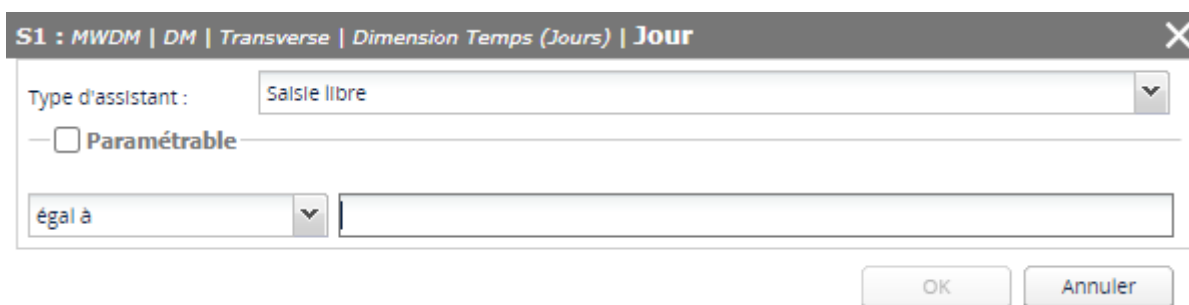 S1 : MWDM | DM | Transverse | Dimension Temps (Jours) | Jour
Type d'assistant : Saisie libre
Paramétrable
égal à
OK Annuler